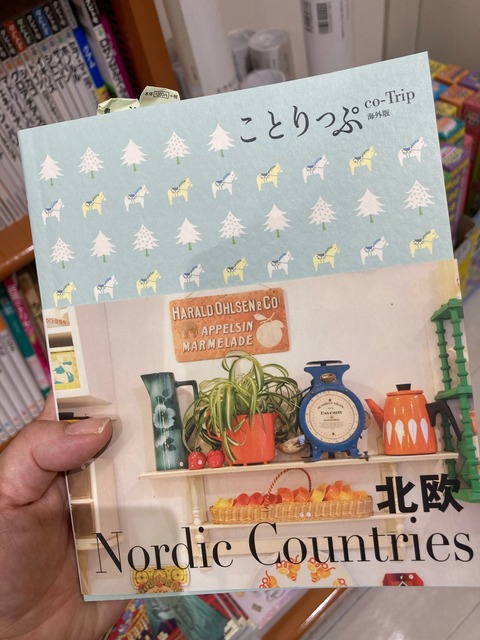 ことりっぷ
co-Trip
海外版
HARALD OHLSEN & CO
APPELSIN
MARMELADE
北欧
Nordic Countries